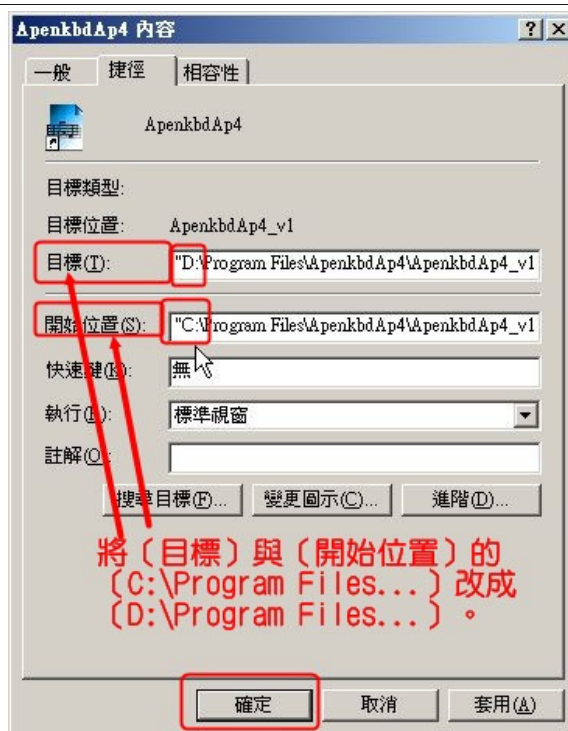 ApenkbdAp4 內容
一般 捷徑 相容性
ApenkbdAp4
目標類型:
目標位置: ApenkbdAp4_v1
目標(T): "D:\Program Files\ApenkbdAp4\ApenkbdAp4_v1
開始位置(S): "C:\Program Files\ApenkbdAp4\ApenkbdAp4_v1
快速鍵(K): 無
執行(R): 標準視窗
註解(O):
搜尋目標(F)... 變更圖示(C)... 進階(D)...
將〔目標〕與〔開始位置〕的
〔C:\Program Files...〕改成
〔D:\Program Files...〕。
確定 取消 套用(A)